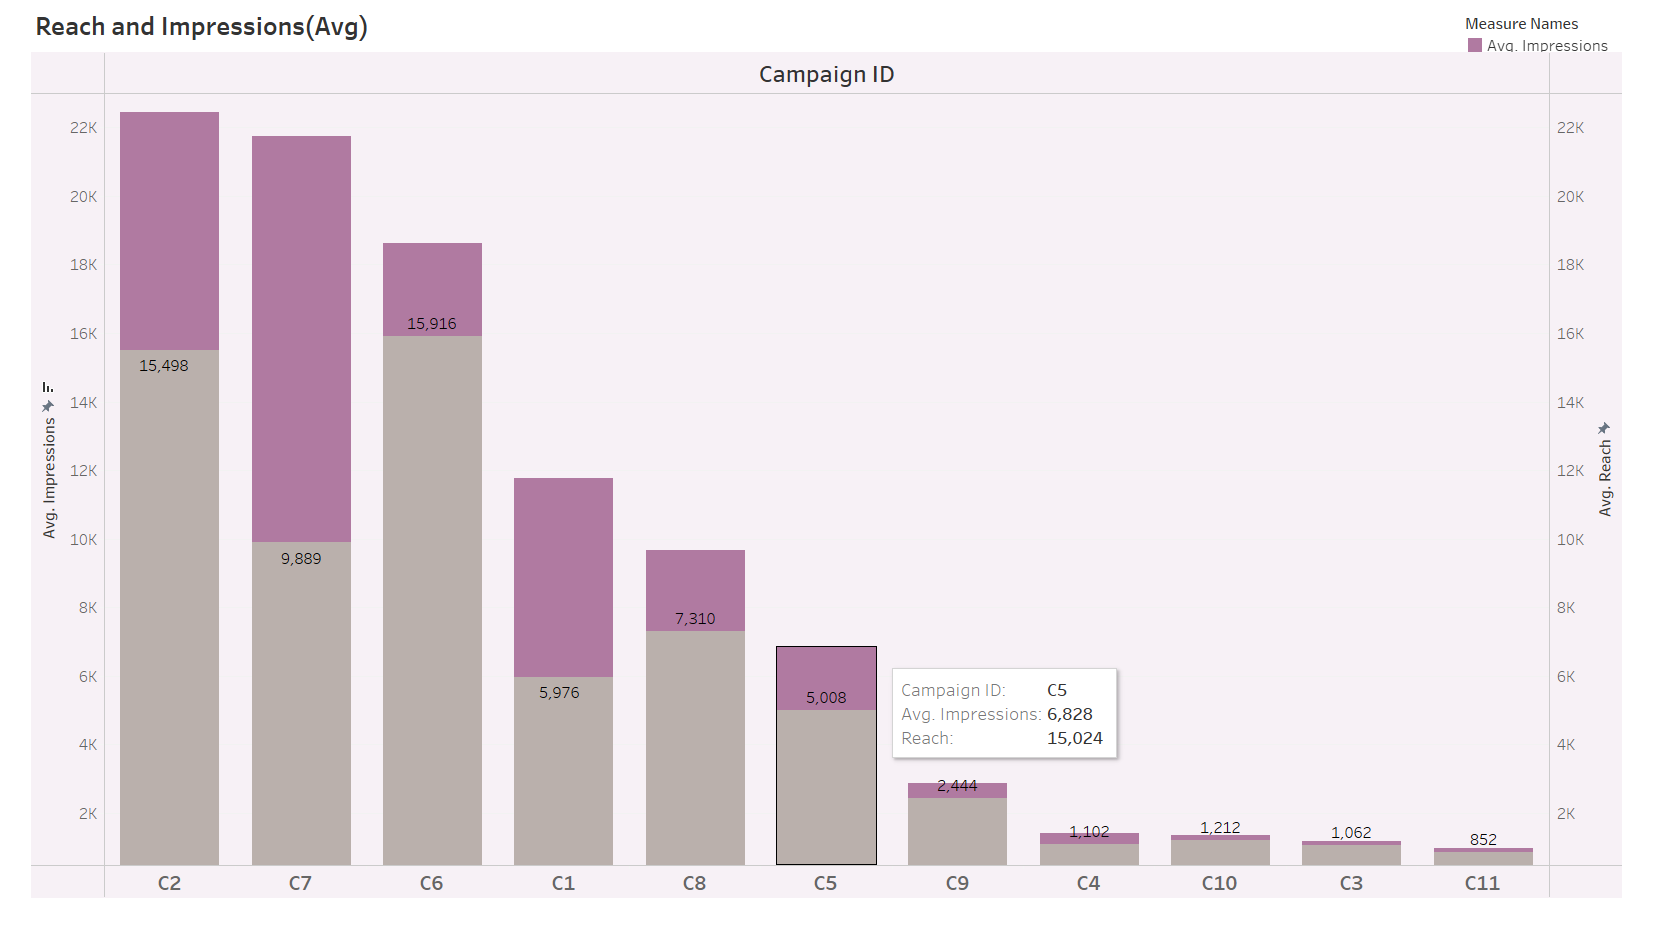 Reach and Impressions(Avg)
Measure Names
Avg. Impressions
Campaign ID
22K
20K
18K
16K
14K
12K
10K
8K
6K
4K
2K
Avg. Impressions
15,498
9,889
15,916
5,976
7,310
5,008
2,444
1,102
1,212
1,062
852
Campaign ID: C5
Avg. Impressions: 6,828
Reach: 15,024
22K
20K
18K
16K
14K
12K
10K
8K
6K
4K
2K
Avg. Reach
C2 C7 C6 C1 C8 C5 C9 C4 C10 C3 C11